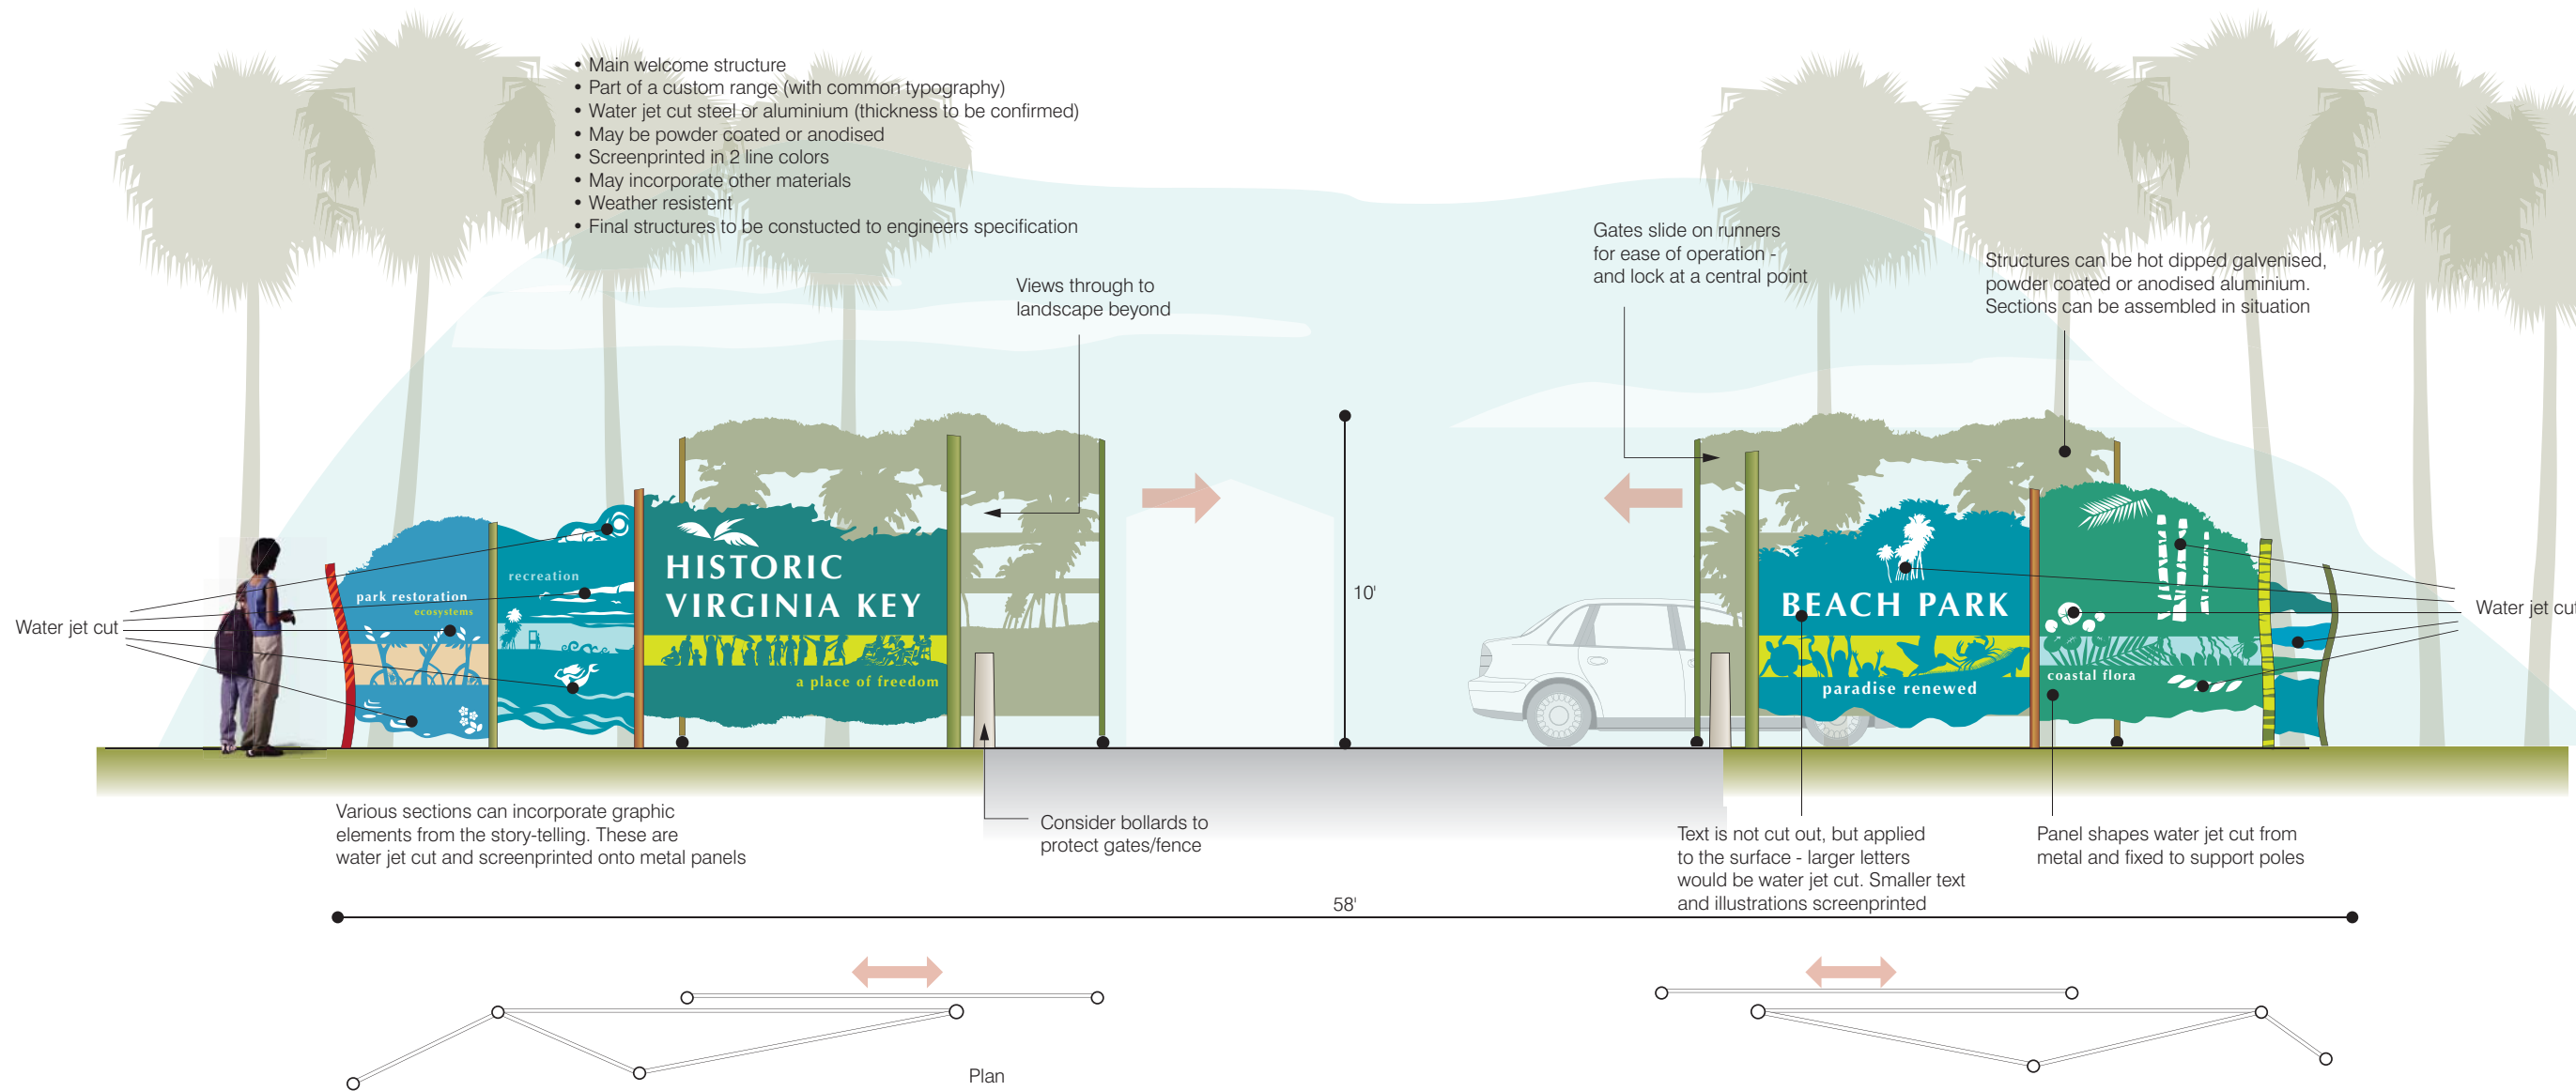 • Main welcome structure
• Part of a custom range (with common typography)
• Water jet cut steel or aluminium (thickness to be confirmed)
• May be powder coated or anodised
• Screenprinted in 2 line colors
• May incorporate other materials
• Weather resistent
• Final structures to be constucted to engineers specification
Views through to
landscape beyond
Gates slide on runners
for ease of operation -
and lock at a central point
Structures can be hot dipped galvenised,
powder coated or anodised aluminium.
Sections can be assembled in situation
Water jet cut
park restoration
ecosystems
recreation
HISTORIC
VIRGINIA KEY
a place of freedom
10'
BEACH PARK
paradise renewed
coastal flora
Water jet cut
Various sections can incorporate graphic
elements from the story-telling. These are
water jet cut and screenprinted onto metal panels
Consider bollards to
protect gates/fence
Text is not cut out, but applied
to the surface - larger letters
would be water jet cut. Smaller text
and illustrations screenprinted
Panel shapes water jet cut from
metal and fixed to support poles
58'
Plan